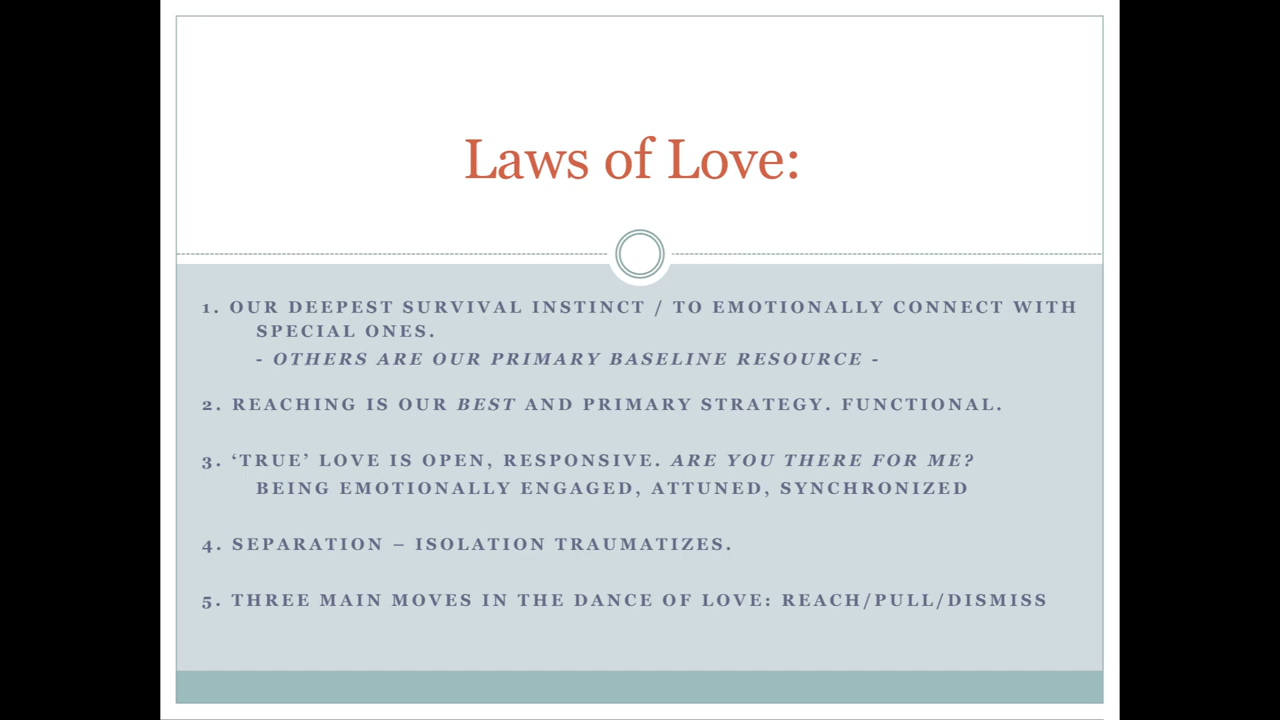 Laws of Love:
1. OUR DEEPEST SURVIVAL INSTINCT / TO EMOTIONALLY CONNECT WITH
SPECIAL ONES.
- OTHERS ARE OUR PRIMARY BASELINE RESOURCE -
2. REACHING IS OUR BEST AND PRIMARY STRATEGY. FUNCTIONAL.
3. ‘TRUE’ LOVE IS OPEN, RESPONSIVE. ARE YOU THERE FOR ME?
BEING EMOTIONALLY ENGAGED, ATTUNED, SYNCHRONIZED
4. SEPARATION – ISOLATION TRAUMATIZES.
5. THREE MAIN MOVES IN THE DANCE OF LOVE: REACH/PULL/DISMISS